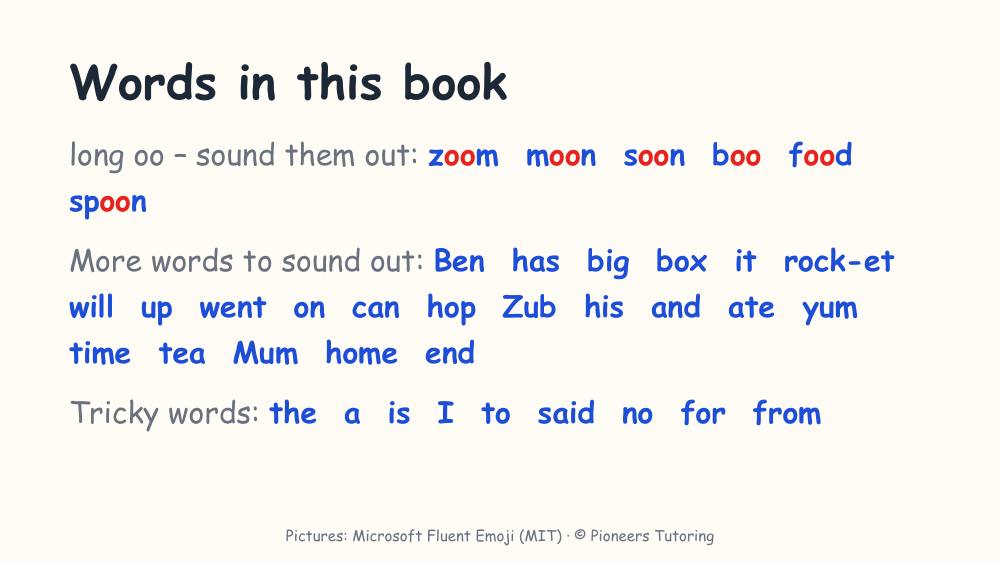 Words in this book
long oo – sound them out: zoom moon soon boo food
spoon
More words to sound out: Ben has big box it rock-et
will up went on can hop Zub his and ate yum
time tea Mum home end
Tricky words: the a is I to said no for from
Pictures: Microsoft Fluent Emoji (MIT) · © Pioneers Tutoring